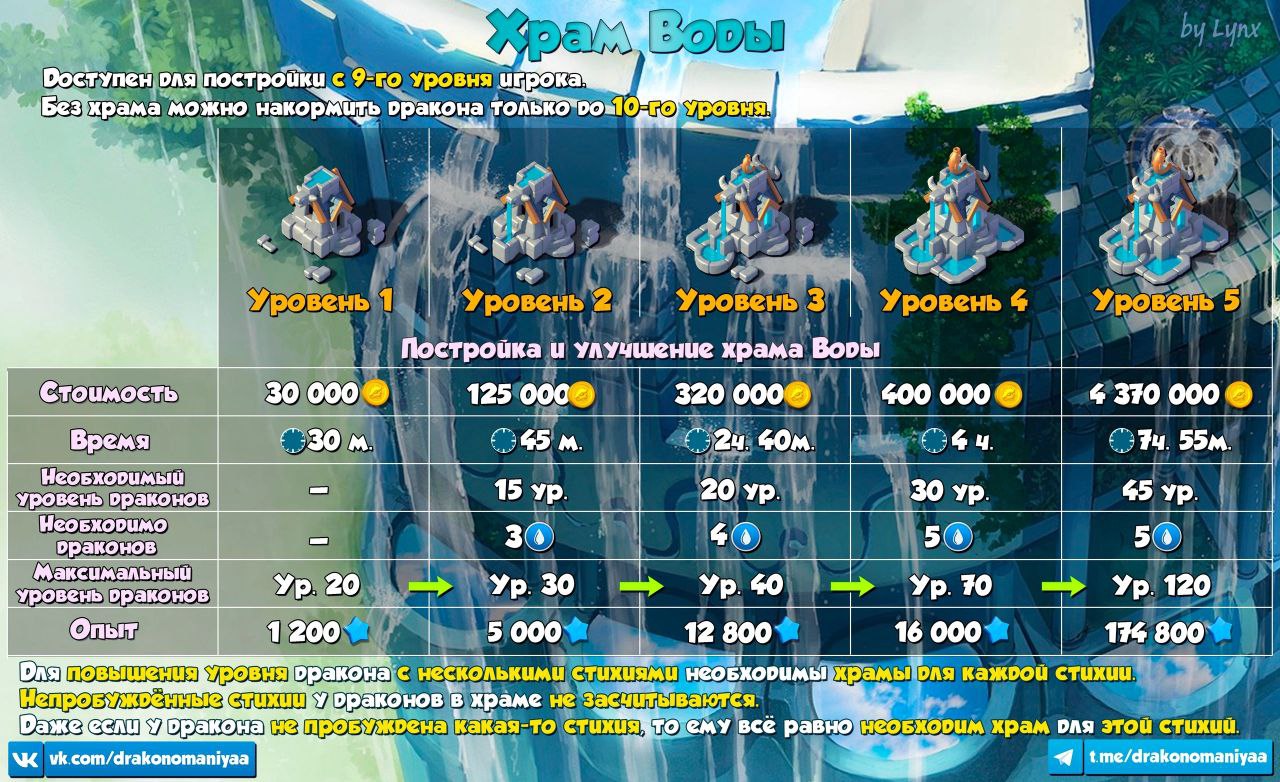 Храм Воды
by Lynx
Доступен для постройки с 9-го уровня игрока.
Без храма можно накормить дракона только до 10-го уровня.
Уровень 1 Уровень 2 Уровень 3 Уровень 4 Уровень 5
Постройка и улучшение храма Воды
Стоимость 30 000 125 000 320 000 400 000 4 370 000
Время 30 м. 45 м. 2ч. 40м. 4 ч. 7ч. 55м.
Необходимый
уровень драконов – 15 ур. 20 ур. 30 ур. 45 ур.
Необходимо
драконов – 3 4 5 5
Максимальный
уровень драконов Ур. 20 Ур. 30 Ур. 40 Ур. 70 Ур. 120
Опыт 1 200 5 000 12 800 16 000 174 800
Для повышения уровня дракона с несколькими стихиями необходимы храмы для каждой стихии.
Непробуждённые стихии у драконов в храме не засчитываются.
Даже если у дракона не пробуждена какая-то стихия, то ему всё равно необходим храм для этой стихий.
vk.com/drakonomaniyaa
t.me/drakonomaniyaa